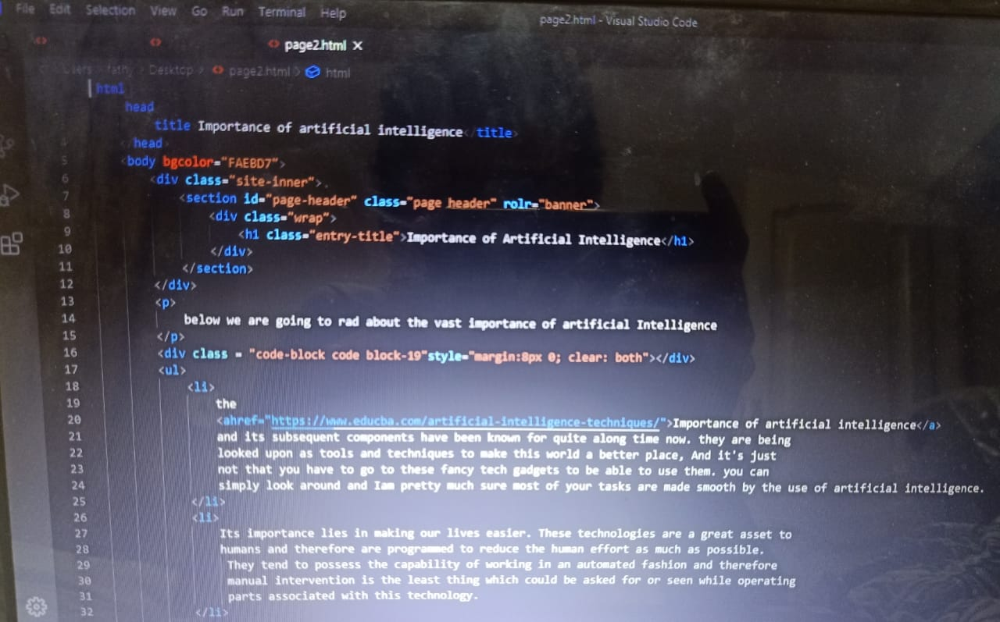 File Edit Selection View Go Run Terminal Help
page2.html - Visual Studio Code
page2.html
Users > fathy > Desktop > page2.html > html
html
head
title Importance of artificial intelligence</title>
4 </head>
5 <body bgcolor="FAEBD7">
6 <div class="site-inner">
7 <section id="page-header" class="page header" rolr="banner">
8 <div class="wrap">
9 <h1 class="entry-title">Importance of Artificial Intelligence</h1>
10 </div>
11 </section>
12 </div>
13 <p>
14 below we are going to rad about the vast importance of artificial Intelligence
15 </p>
16 <div class = "code-block code block-19"style="margin:8px 0; clear: both"></div>
17 <ul>
18 <li>
19 the
20 <ahref="https://www.educba.com/artificial-intelligence-techniques/">Importance of artificial intelligence</a>
21 and its subsequent components have been known for quite along time now. they are being
22 looked upon as tools and techniques to make this world a better place, And it's just
23 not that you have to go to these fancy tech gadgets to be able to use them. you can
24 simply look around and Iam pretty much sure most of your tasks are made smooth by the use of artificial intelligence.
25 </li>
26 <li>
27 Its importance lies in making our lives easier. These technologies are a great asset to
28 humans and therefore are programmed to reduce the human effort as much as possible.
29 They tend to possess the capability of working in an automated fashion and therefore
30 manual intervention is the least thing which could be asked for or seen while operating
31 parts associated with this technology.
32 </li>